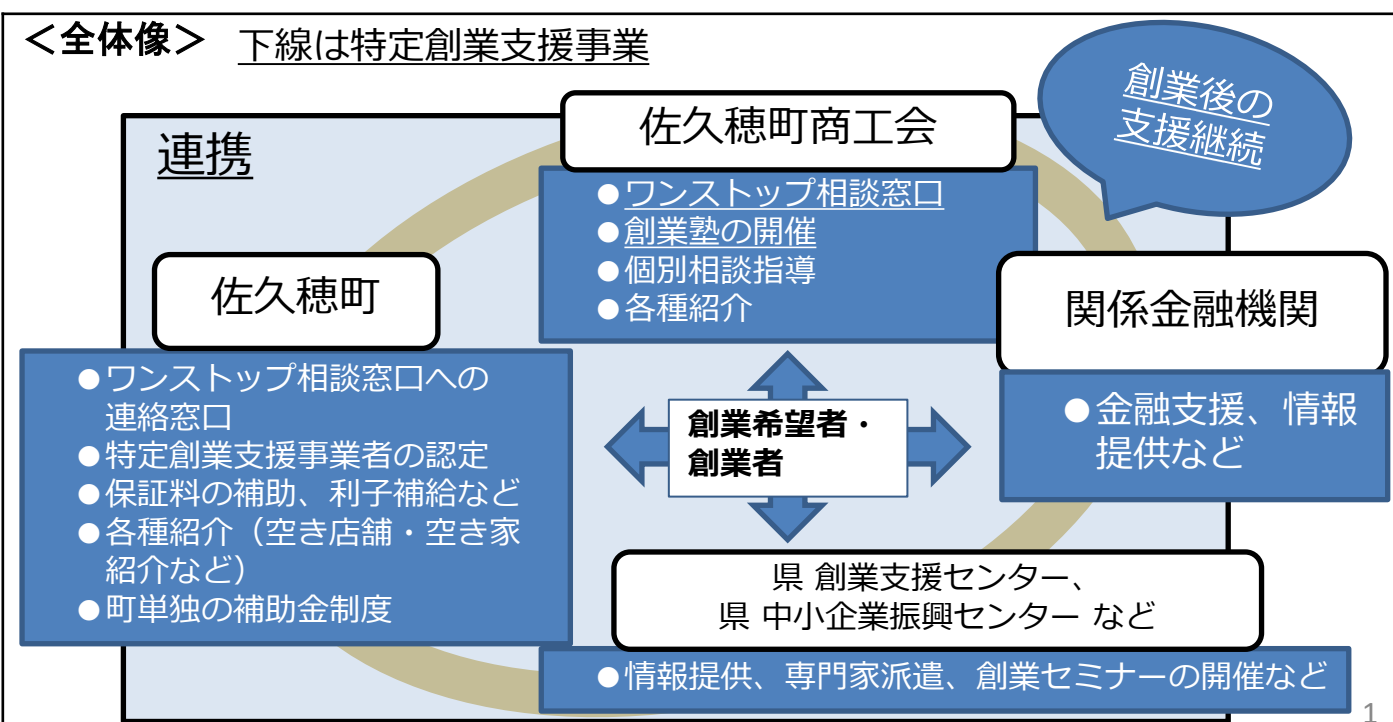 ＜全体像＞ 下線は特定創業支援事業
創業後の
支援継続
連携
佐久穂町商工会
●ワンストップ相談窓口
●創業塾の開催
●個別相談指導
●各種紹介
佐久穂町
●ワンストップ相談窓口への
連絡窓口
●特定創業支援事業者の認定
●保証料の補助、利子補給など
●各種紹介（空き店舗・空き家
紹介など）
●町単独の補助金制度
創業希望者・
創業者
関係金融機関
●金融支援、情報
提供など
県 創業支援センター、
県 中小企業振興センター など
●情報提供、専門家派遣、創業セミナーの開催など
1